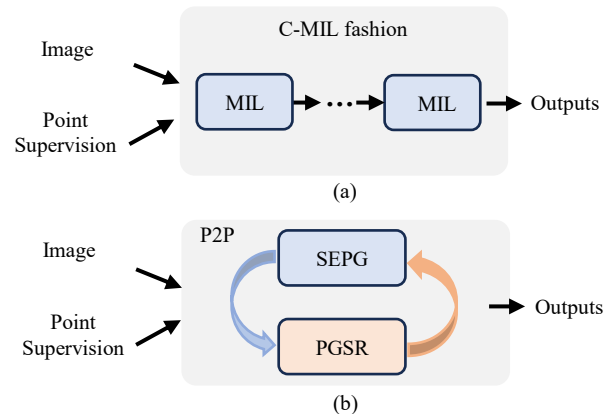 C-MIL fashion
Image
MIL
MIL
Outputs
Point
Supervision
(a)
P2P
Image
SEPG
Outputs
Point
Supervision
PGSR
(b)